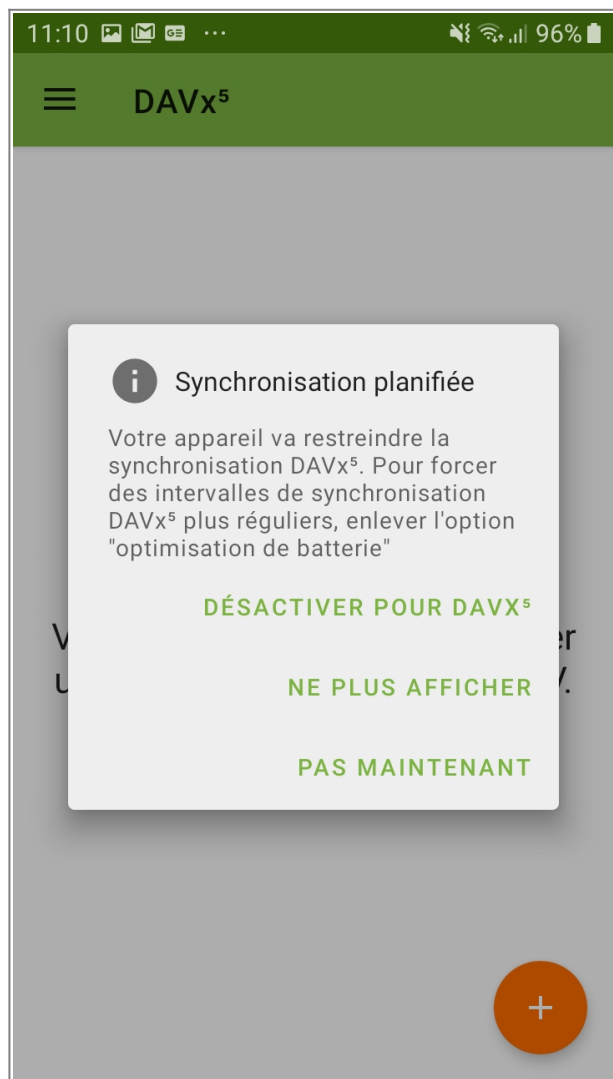 11:10
96%
DAVx⁵
Synchronisation planifiée
Votre appareil va restreindre la
synchronisation DAVx⁵. Pour forcer
des intervalles de synchronisation
DAVx⁵ plus réguliers, enlever l'option
"optimisation de batterie"
DÉSACTIVER POUR DAVX⁵
NE PLUS AFFICHER
PAS MAINTENANT